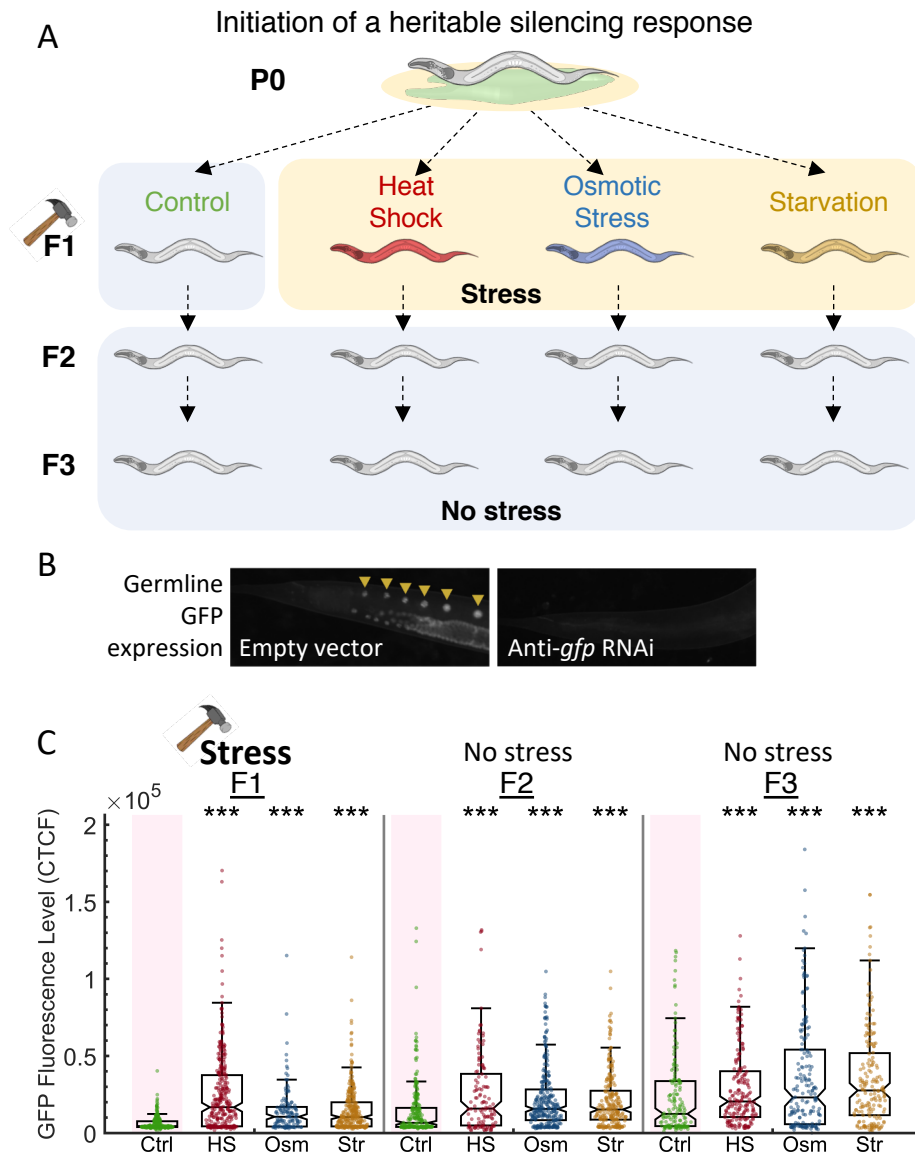 A
Initiation of a heritable silencing response
P0
Control
Heat
Shock
Osmotic
Stress
Starvation
F1
Stress
F2
F3
No stress
B
Germline
GFP
expression
Empty vector
Anti-gfp RNAi
C
Stress
No stress
No stress
F1
F2
F3
×10⁵
*** *** *** *** *** *** *** *** ***
GFP Fluorescence Level (CTCF)
2
1.5
1
0.5
0
Ctrl HS Osm Str Ctrl HS Osm Str Ctrl HS Osm Str